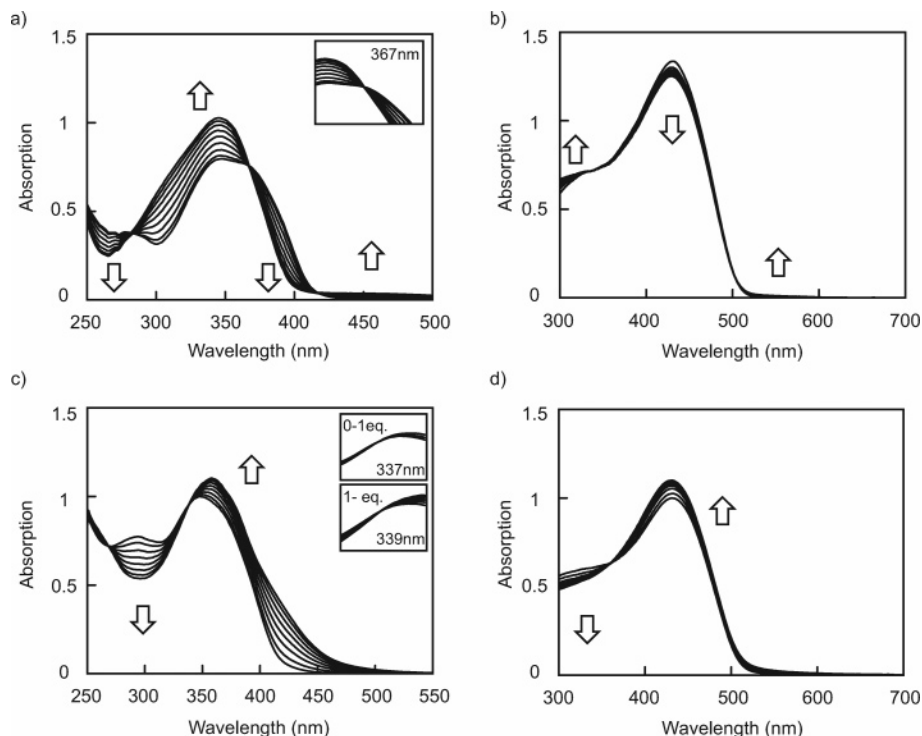 a)
1.5
1
0.5
0
Absorption
250 300 350 400 450 500
Wavelength (nm)
367nm
b)
1.5
1
0.5
0
Absorption
300 400 500 600 700
Wavelength (nm)
c)
1.5
1
0.5
0
Absorption
250 300 350 400 450 500 550
Wavelength (nm)
0-1eq.
337nm
1- eq.
339nm
d)
1.5
1
0.5
0
Absorption
300 400 500 600 700
Wavelength (nm)